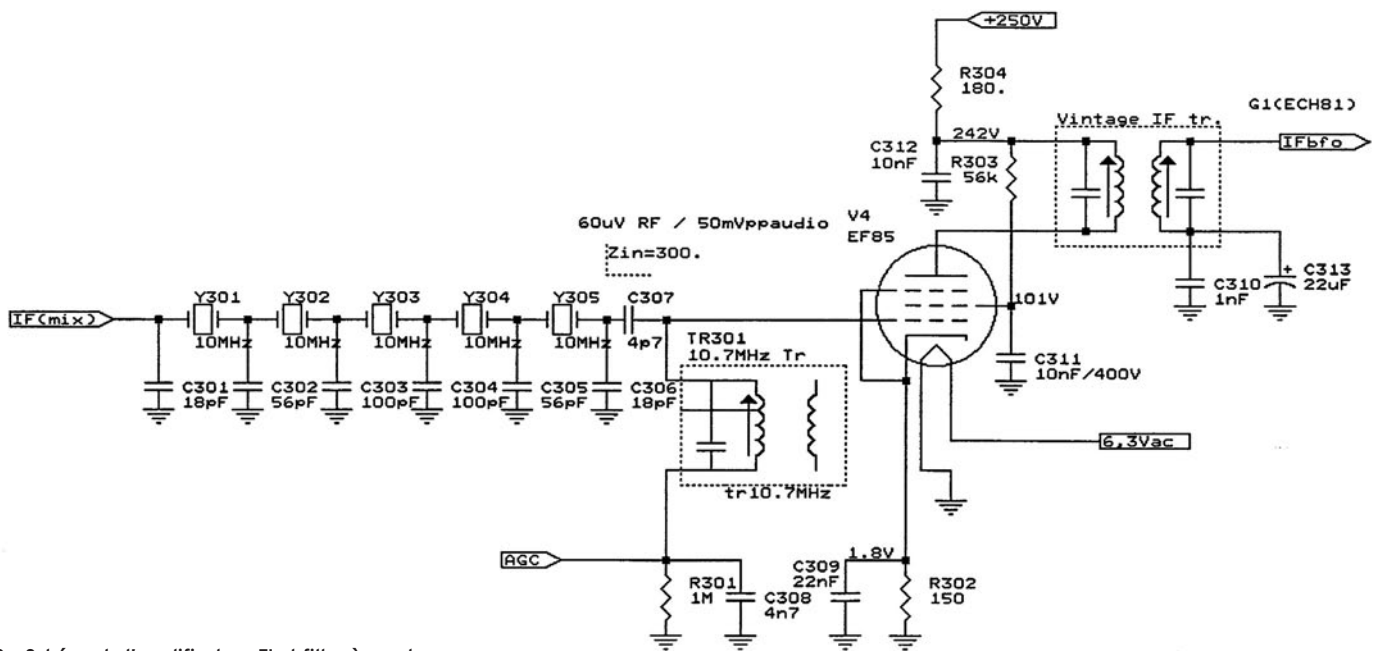 +250V
R304
180.
G1(ECH81)
Vintage IF tr.
242V
C312
10nF
R303
56k
IFbfo
60uV RF / 50mVppaudio
V4
EF85
Zin=300.
C310
1nF
C313
22uF
+
IF(mix)
Y301
Y302
Y303
Y304
Y305
C307
101V
10MHz
10MHz
10MHz
10MHz
10MHz
4p7
TR301
10.7MHz Tr
C311
10nF/400V
C301
18pF
C302
56pF
C303
100pF
C304
100pF
C305
56pF
C306
18pF
6,3Vac
tr10.7MHz
AGC
1.8V
C309
22nF
R301
1M
C308
4n7
R302
150